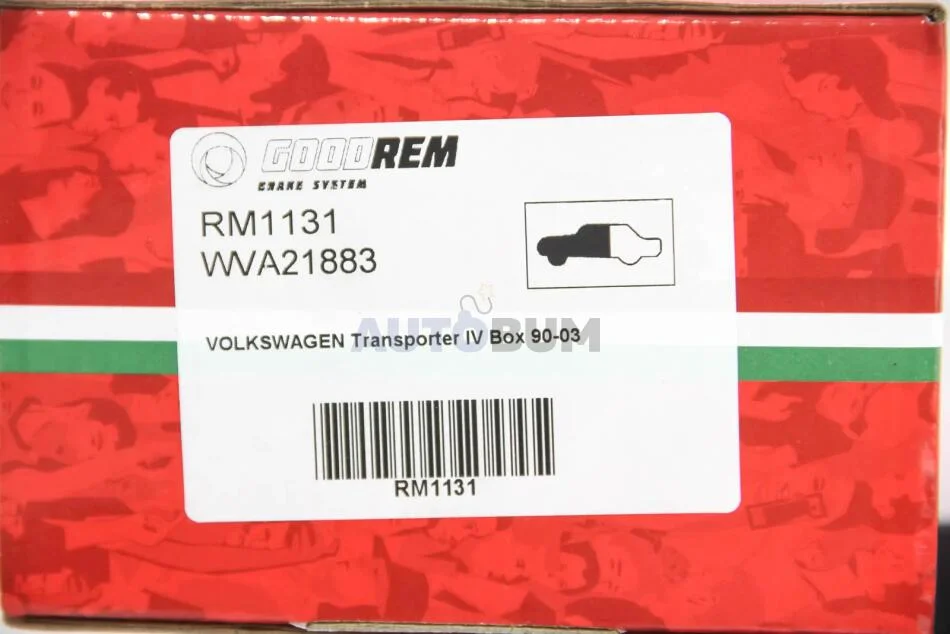 GOODREM
BRAKE SYSTEM
RM1131
WVA21883
AUTOBUM
VOLKSWAGEN Transporter IV Box 90-03
RM1131